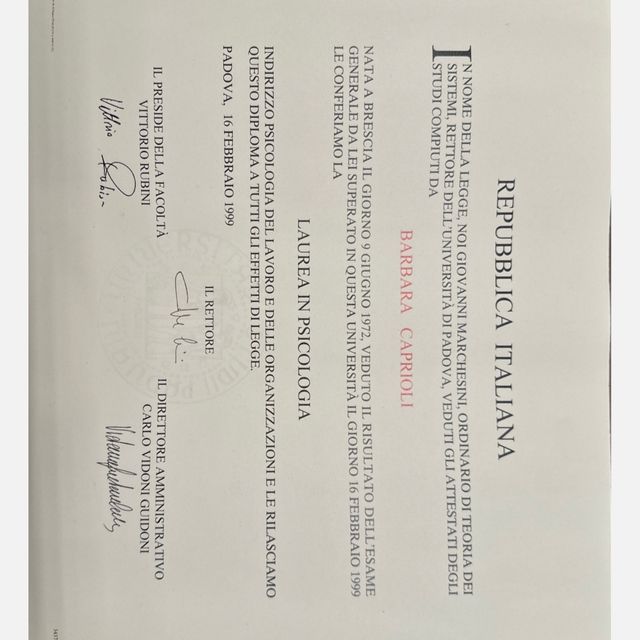 REPUBBLICA ITALIANA
IN NOME DELLA LEGGE, NOI GIOVANNI MARCHESINI, ORDINARIO DI TEORIA DEI
SISTEMI, RETTORE DELL'UNIVERSITÀ DI PADOVA, VEDUTI GLI ATTESTATI DEGLI
STUDI COMPIUTI DA
BARBARA CAPRIOLI
NATA A BRESCIA IL GIORNO 9 GIUGNO 1972, VEDUTO IL RISULTATO DELL'ESAME
GENERALE DA LEI SUPERATO IN QUESTA UNIVERSITÀ IL GIORNO 16 FEBBRAIO 1999
LE CONFERIAMO LA
LAUREA IN PSICOLOGIA
INDIRIZZO PSICOLOGIA DEL LAVORO E DELLE ORGANIZZAZIONI E LE RILASCIAMO
QUESTO DIPLOMA A TUTTI GLI EFFETTI DI LEGGE.
PADOVA, 16 FEBBRAIO 1999
IL RETTORE
IL PRESIDE DELLA FACOLTÀ
VITTORIO RUBINI
Vittorio Rubini
IL DIRETTORE AMMINISTRATIVO
CARLO VIDONI GUIDONI